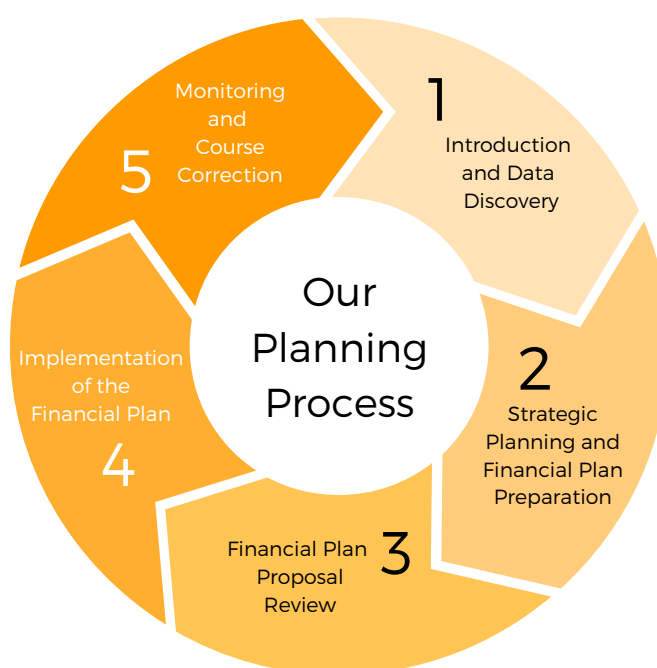 Our
Planning
Process
1
Introduction
and Data
Discovery
2
Strategic
Planning and
Financial Plan
Preparation
3
Financial Plan
Proposal
Review
4
Implementation
of the
Financial Plan
5
Monitoring
and
Course
Correction